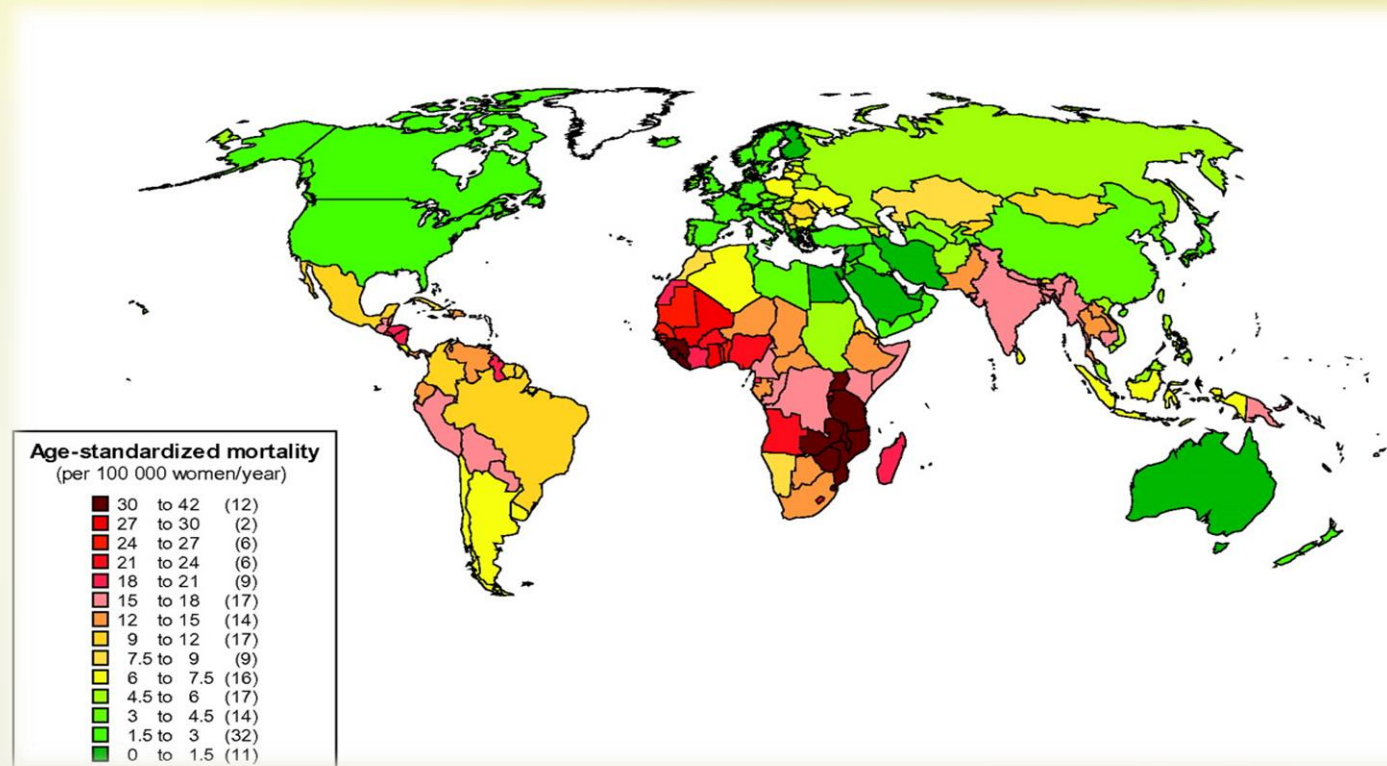 Age-standardized mortality
(per 100 000 women/year)
30 to 42 (12)
27 to 30 (2)
24 to 27 (6)
21 to 24 (6)
18 to 21 (9)
15 to 18 (17)
12 to 15 (14)
9 to 12 (17)
7.5 to 9 (9)
6 to 7.5 (16)
4.5 to 6 (17)
3 to 4.5 (14)
1.5 to 3 (32)
0 to 1.5 (11)